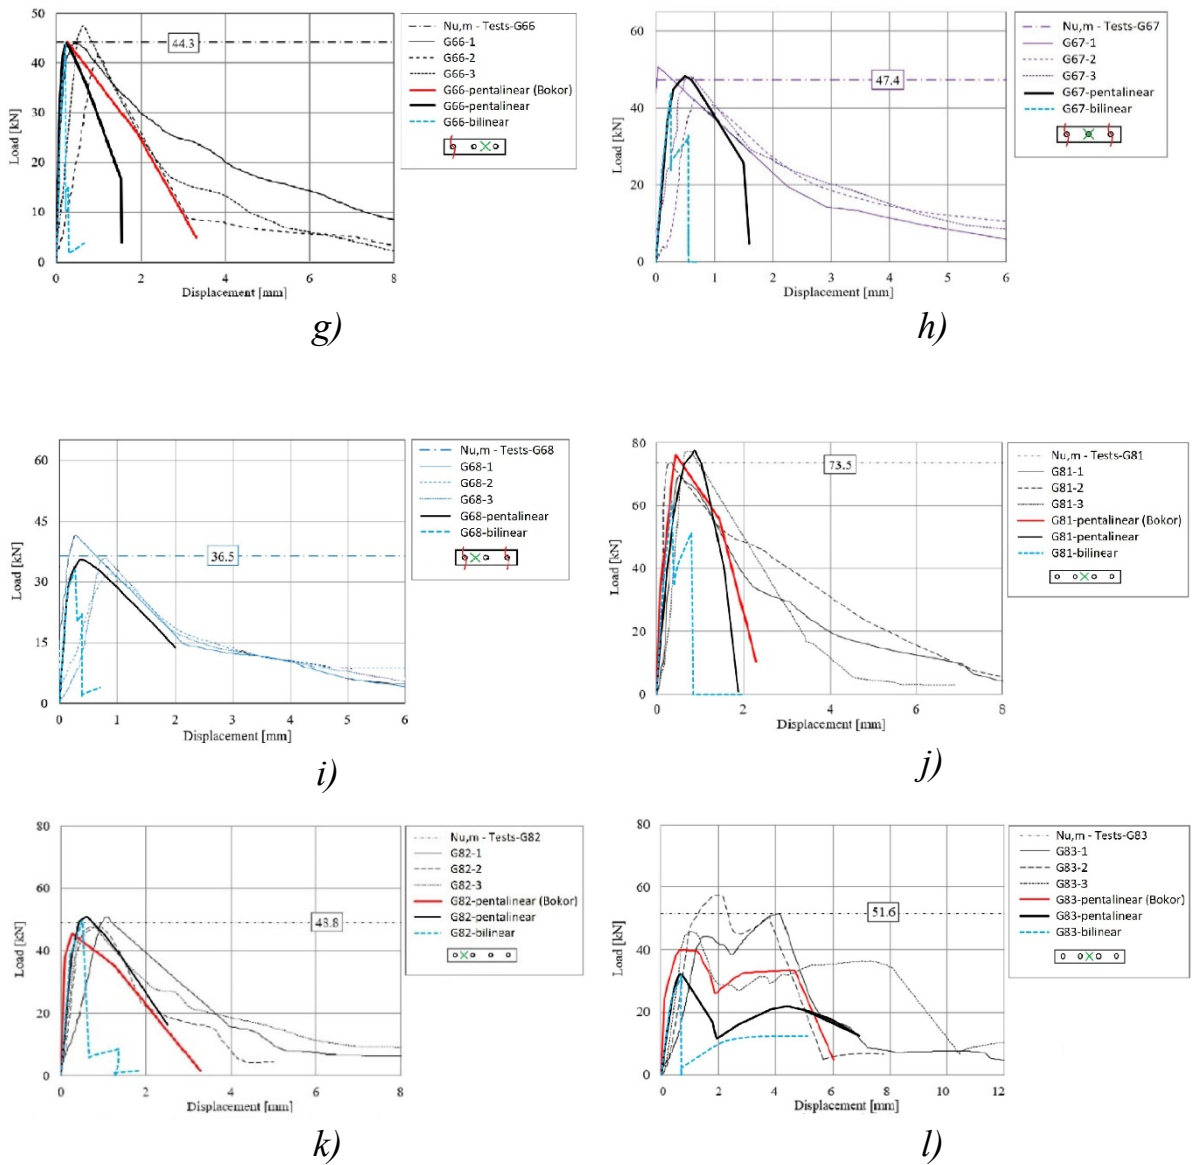 50
40
30
20
10
0
Load [kN]
44.3
0 2 4 6 8
Displacement [mm]
Nu,m - Tests-G66
G66-1
G66-2
G66-3
G66-pentalinear (Bokor)
G66-pentalinear
G66-bilinear
g)
60
40
20
0
Load [kN]
47.4
0 1 2 3 4 5 6
Displacement [mm]
Nu,m - Tests-G67
G67-1
G67-2
G67-3
G67-pentalinear
G67-bilinear
h)
60
45
30
15
0
Load [kN]
36.5
0 1 2 3 4 5 6
Displacement [mm]
Nu,m - Tests-G68
G68-1
G68-2
G68-3
G68-pentalinear
G68-bilinear
i)
80
60
40
20
0
Load [kN]
73.5
0 2 4 6 8
Displacement [mm]
Nu,m - Tests-G81
G81-1
G81-2
G81-3
G81-pentalinear (Bokor)
G81-pentalinear
G81-bilinear
j)
80
60
40
20
0
Load [kN]
48.8
0 2 4 6 8
Displacement [mm]
Nu,m - Tests-G82
G82-1
G82-2
G82-3
G82-pentalinear (Bokor)
G82-pentalinear
G82-bilinear
k)
80
60
40
20
0
Load [kN]
51.6
0 2 4 6 8 10 12
Displacement [mm]
Nu,m - Tests-G83
G83-1
G83-2
G83-3
G83-pentalinear (Bokor)
G83-pentalinear
G83-bilinear
l)